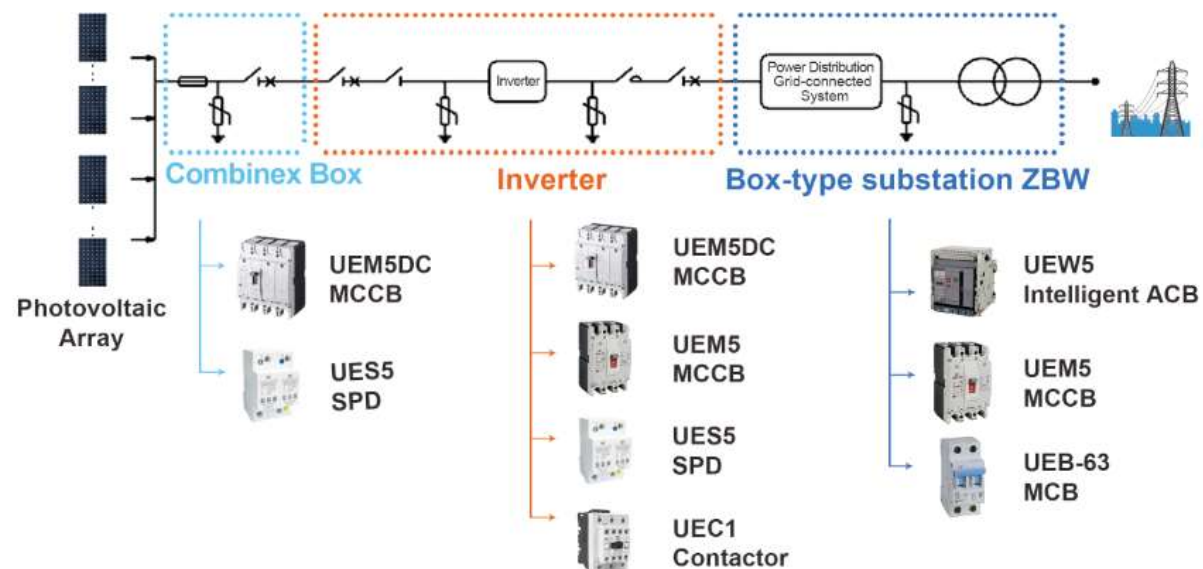 Inverter
Power Distribution
Grid-connected
System
Combinex Box
Inverter
Box-type substation ZBW
Photovoltaic
Array
UEM5DC
MCCB
UES5
SPD
UEM5DC
MCCB
UEM5
MCCB
UES5
SPD
UEC1
Contactor
UEW5
Intelligent ACB
UEM5
MCCB
UEB-63
MCB